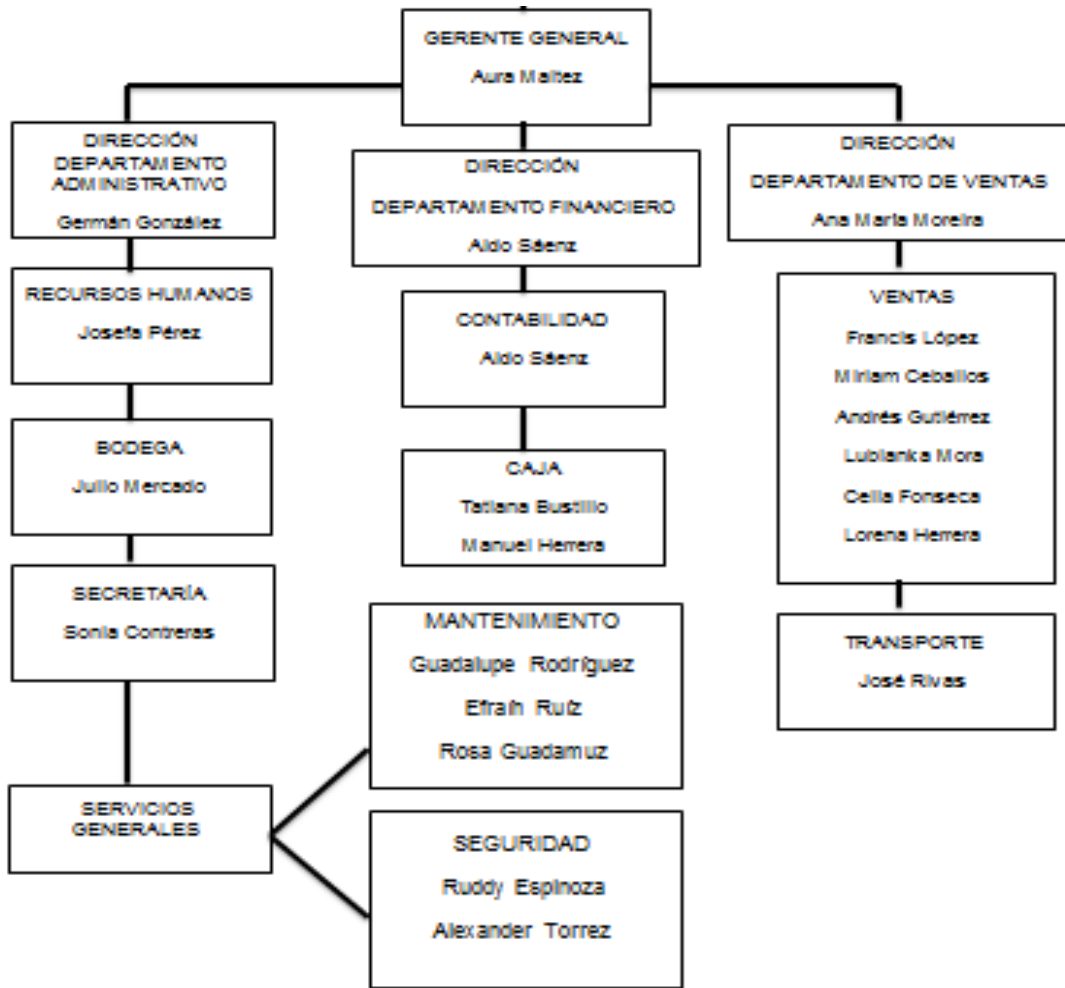 GERENTE GENERAL
Aura Maltez
DIRECCIÓN
DEPARTAMENTO
ADMINISTRATIVO
Germán González
RECURSOS HUMANOS
Josefa Pérez
BODEGA
Julio Mercado
SECRETARÍA
Sonia Contreras
SERVICIOS
GENERALES
DIRECCIÓN
DEPARTAMENTO FINANCIERO
Aldo Sáenz
CONTABILIDAD
Aldo Sáenz
CAJA
Tatiana Bustillo
Manuel Herrera
MANTENIMIENTO
Guadalupe Rodríguez
Efraín Ruíz
Rosa Guadamuz
SEGURIDAD
Ruddy Espinoza
Alexander Torrez
DIRECCIÓN
DEPARTAMENTO DE VENTAS
Ana María Moreira
VENTAS
Francis López
Miriam Ceballos
Andrés Gutiérrez
Lubianka Mora
Celia Fonseca
Lorena Herrera
TRANSPORTE
José Rivas